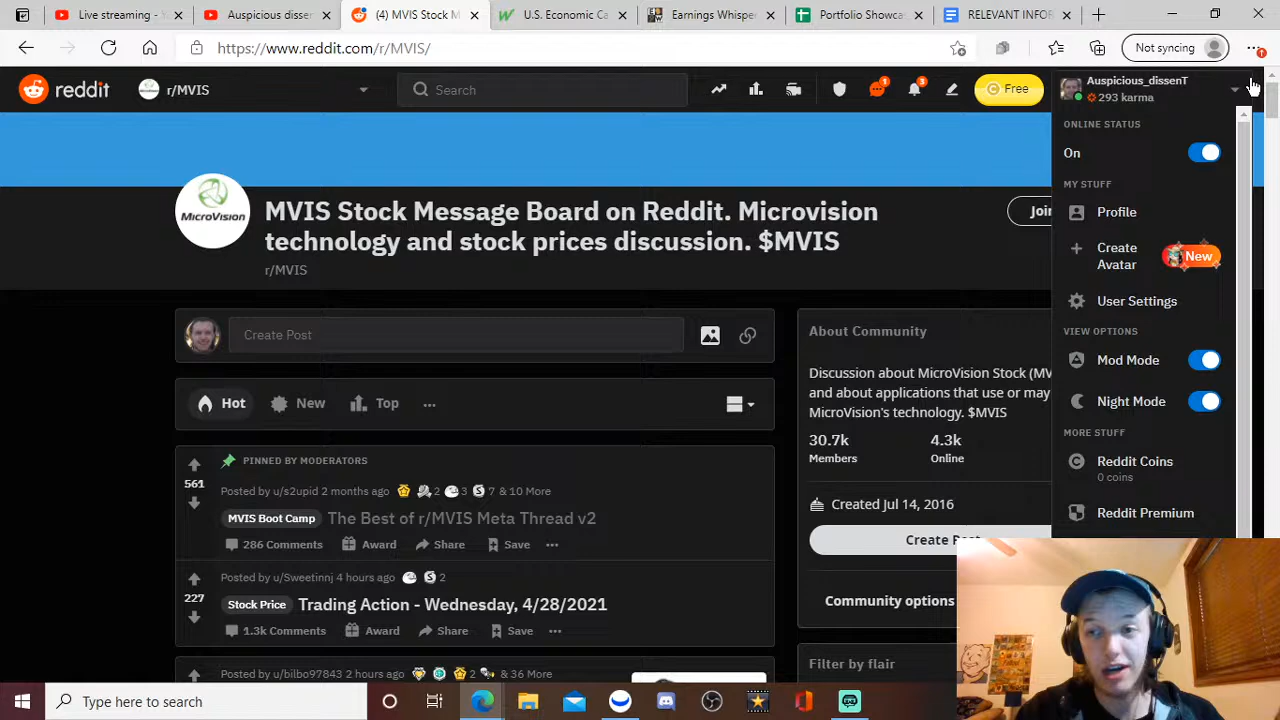 Live streaming - Y
Auspicious disser
(4) MVIS Stock M
U.S. Economic Ca
Earnings Whisper
Portfolio Showcas
RELEVANT INFOR
https://www.reddit.com/r/MVIS/
Not syncing
reddit
r/MVIS
Search
1
3
Free
Auspicious_dissenT
293 karma
ONLINE STATUS
On
MY STUFF
Profile
Create
Avatar
New
User Settings
VIEW OPTIONS
Mod Mode
Night Mode
MORE STUFF
Reddit Coins
0 coins
Reddit Premium
MicroVision
MVIS Stock Message Board on Reddit. Microvision
technology and stock prices discussion. $MVIS
r/MVIS
Join
Create Post
Hot
New
Top
PINNED BY MODERATORS
561
Posted by u/s2upid 2 months ago 2 3 7 & 10 More
MVIS Boot Camp The Best of r/MVIS Meta Thread v2
286 Comments Award Share Save
Posted by u/Sweetinnj 4 hours ago 2
227
Stock Price Trading Action - Wednesday, 4/28/2021
1.3k Comments Award Share Save
Posted by u/bilbo97843 2 hours ago 2 & 36 More
About Community
Discussion about MicroVision Stock (MV
and about applications that use or may
MicroVision's technology. $MVIS
30.7k 4.3k
Members Online
Created Jul 14, 2016
Create Post
Community options
Filter by flair
Type here to search